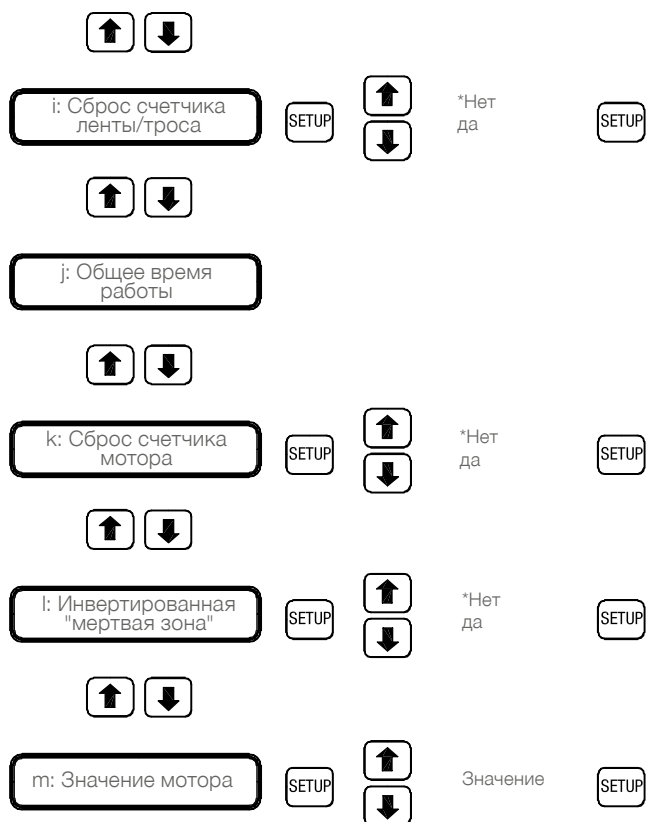 i: Сброс счетчика
ленты/троса
SETUP
*Нет
да
SETUP
j: Общее время
работы
k: Сброс счетчика
мотора
SETUP
*Нет
да
SETUP
l: Инвертированная
"мертвая зона"
SETUP
*Нет
да
SETUP
m: Значение мотора
SETUP
Значение
SETUP